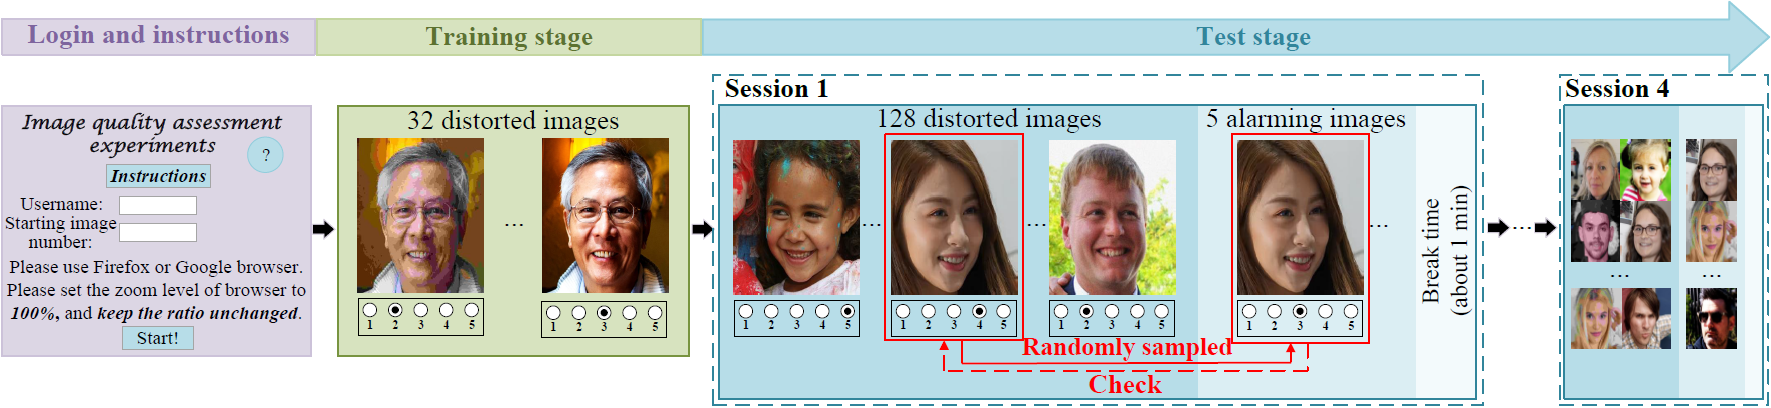 Login and instructions
Training stage
Test stage
Image quality assessment
experiments
?
Instructions
Username:
Starting image
number:
Please use Firefox or Google browser.
Please set the zoom level of browser to
100%, and keep the ratio unchanged.
Start!
32 distorted images
...
1 2 3 4 5
1 2 3 4 5
Session 1
128 distorted images
...
...
1 2 3 4 5
1 2 3 4 5
1 2 3 4 5
5 alarming images
...
1 2 3 4 5
Randomly sampled
Check
Break time
(about 1 min)
...
Session 4
...
...